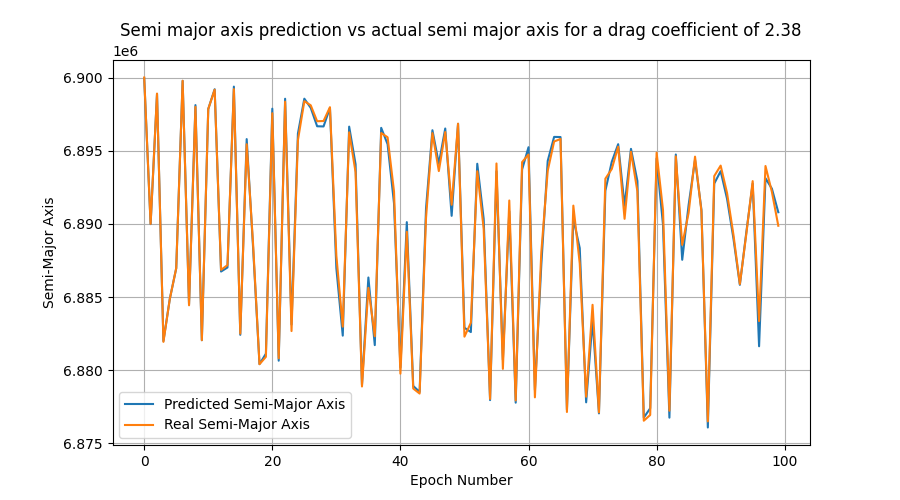 Semi major axis prediction vs actual semi major axis for a drag coefficient of 2.38
1e6
6.900
6.895
6.890
6.885
6.880
6.875
Semi-Major Axis
Predicted Semi-Major Axis
Real Semi-Major Axis
0 20 40 60 80 100
Epoch Number